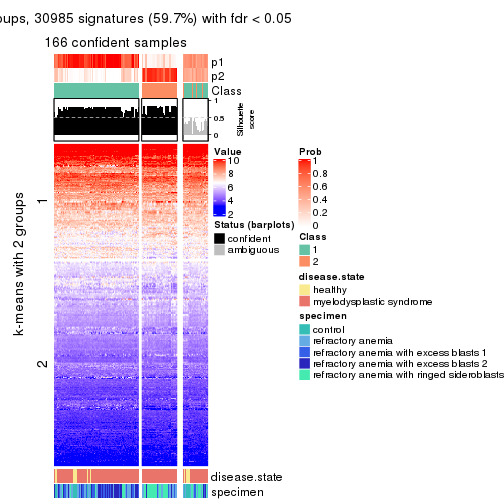 oups, 30985 signatures (59.7%) with fdr < 0.05
166 confident samples
p1
p2
Class
1
0.5
0
Silhouette
score
k-means with 2 groups
1
2
Value
10
8
6
4
2
Status (barplots)
confident
ambiguous
Prob
1
0.8
0.6
0.4
0.2
0
Class
1
2
disease.state
healthy
myelodysplastic syndrome
specimen
control
refractory anemia
refractory anemia with excess blasts 1
refractory anemia with excess blasts 2
refractory anemia with ringed sideroblasts
disease.state
specimen